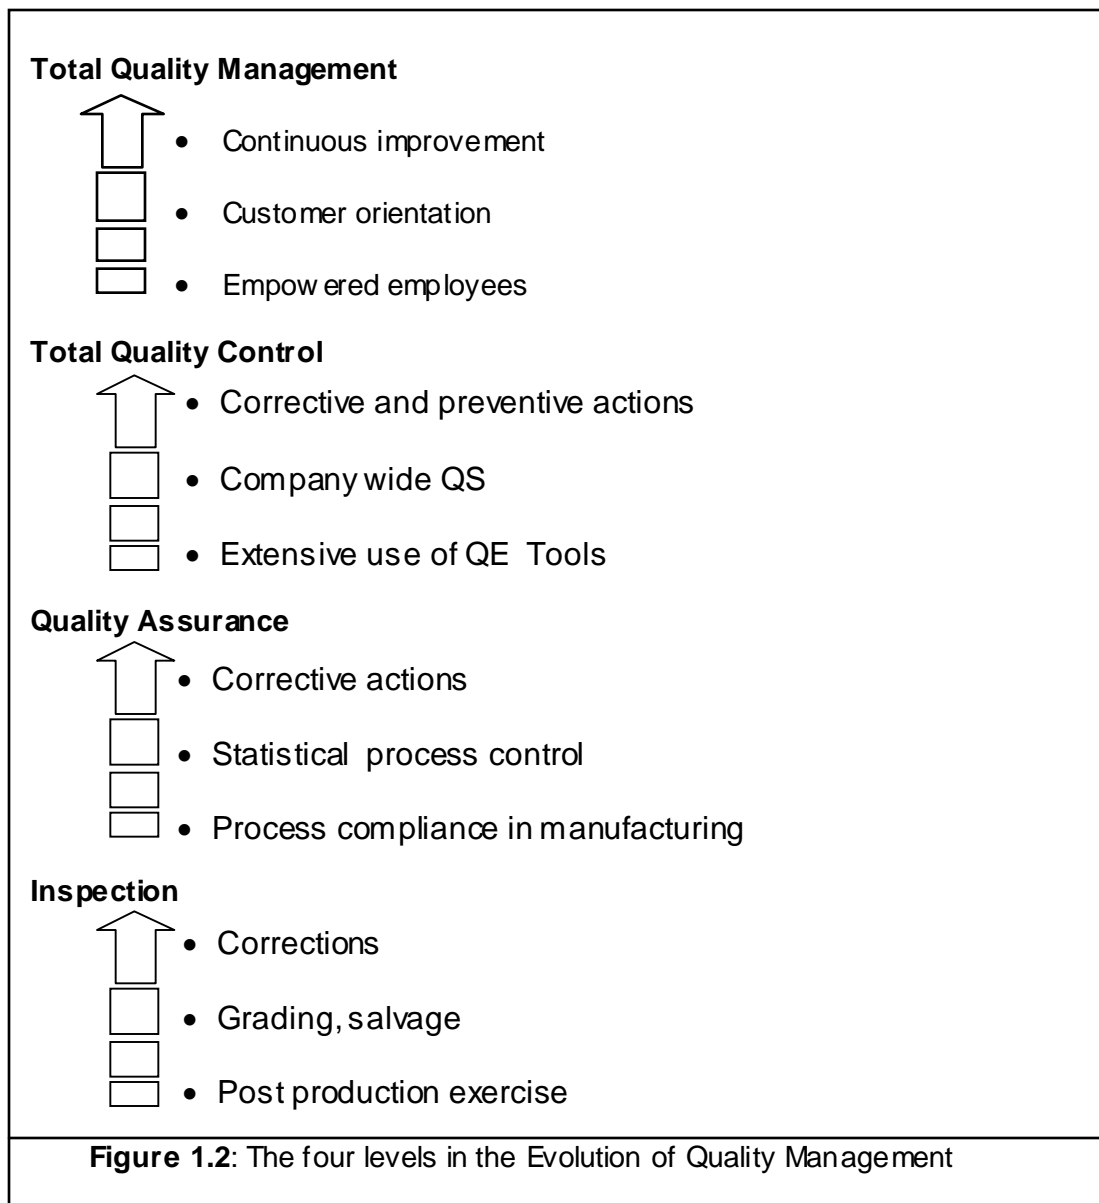 Total Quality Management
• Continuous improvement
• Customer orientation
• Empowered employees
Total Quality Control
• Corrective and preventive actions
• Company wide QS
• Extensive use of QE Tools
Quality Assurance
• Corrective actions
• Statistical process control
• Process compliance in manufacturing
Inspection
• Corrections
• Grading, salvage
• Post production exercise
Figure 1.2: The four levels in the Evolution of Quality Management